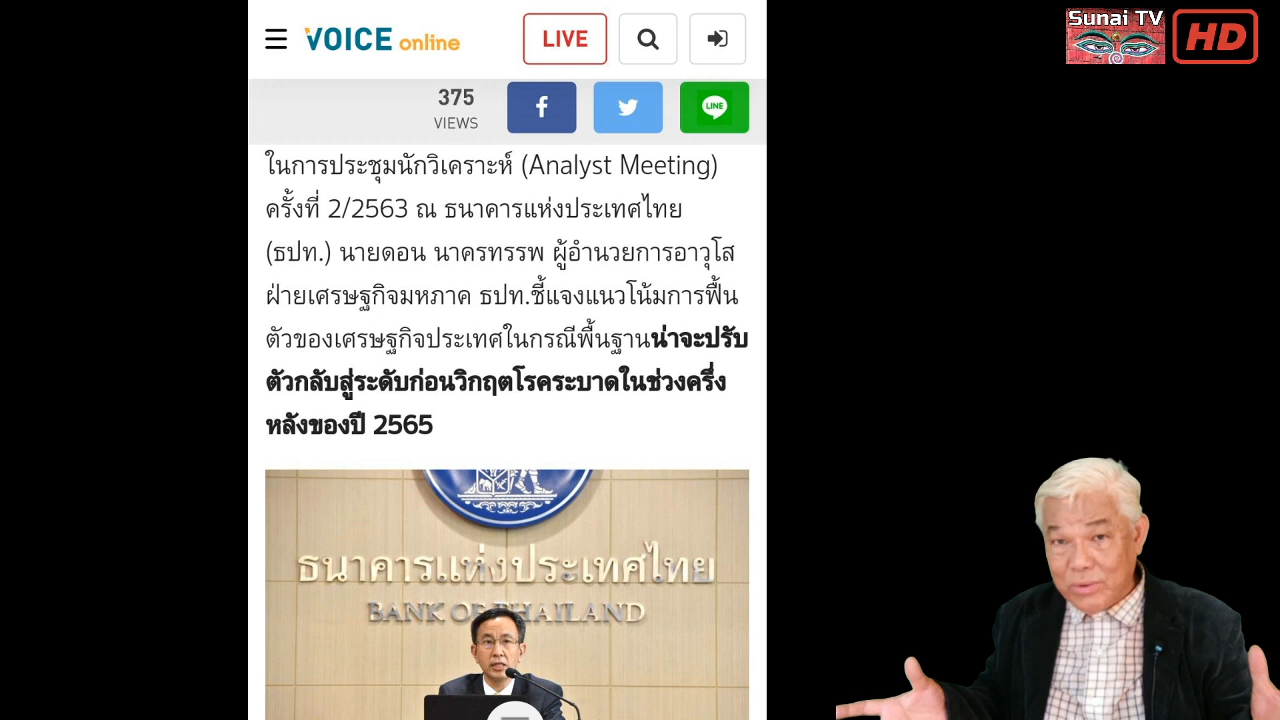 VOICE online
LIVE
Sunai TV
HD
375
VIEWS
LINE
ในการประชุมนักวิเคราะห์ (Analyst Meeting)
ครั้งที่ 2/2563 ณ ธนาคารแห่งประเทศไทย
(ธปท.) นายดอน นาครทรรพ ผู้อำนวยการอาวุโส
ฝ่ายเศรษฐกิจมหภาค ธปท.ชี้แจงแนวโน้มการฟื้น
ตัวของเศรษฐกิจประเทศในกรณีพื้นฐานน่าจะปรับ
ตัวกลับสู่ระดับก่อนวิกฤตโรคระบาดในช่วงครึ่ง
หลังของปี 2565
ธนาคารแห่งประเทศไทย
BANK OF THAILAND